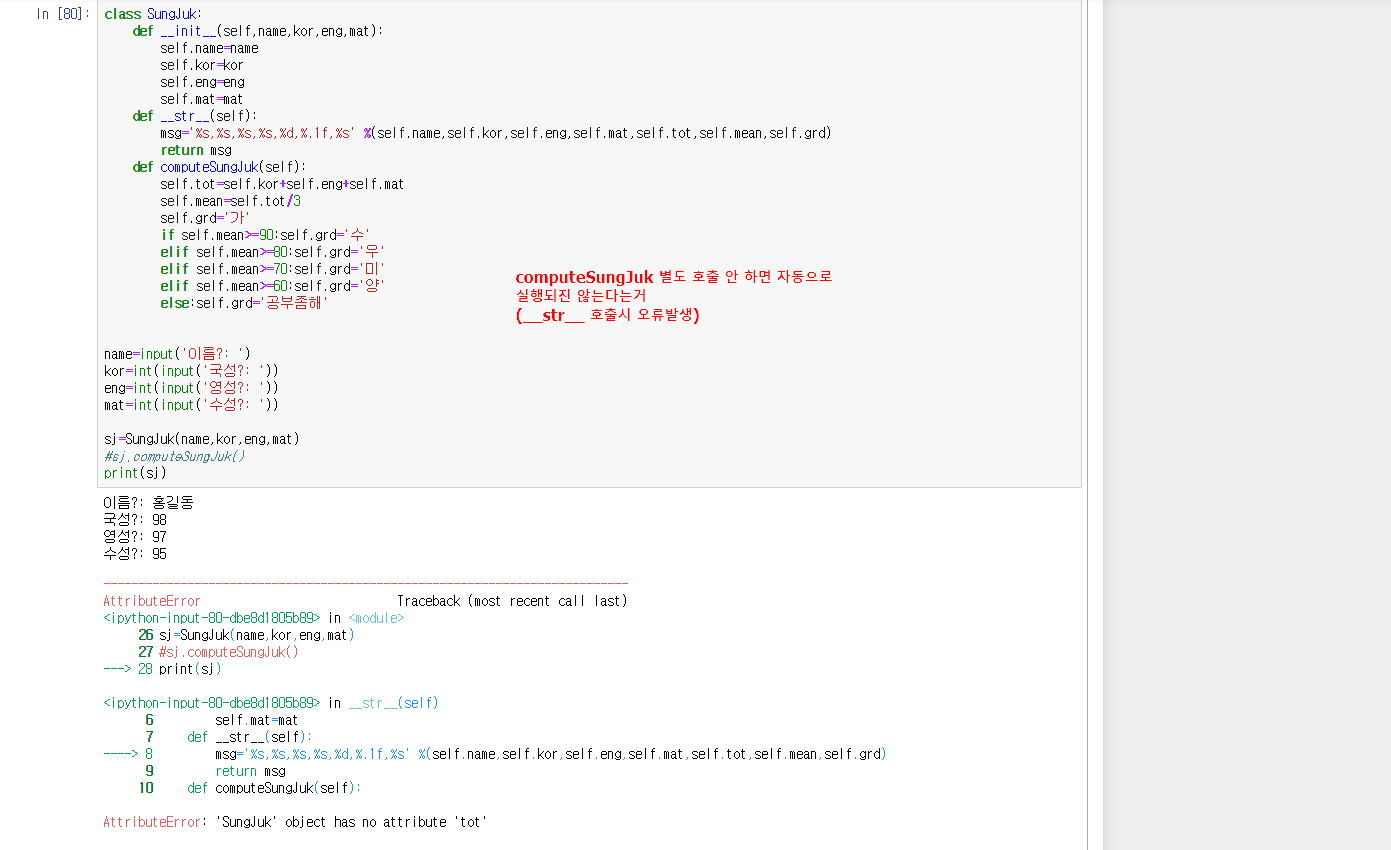 In [80]:
class SungJuk:
    def __init__(self,name,kor,eng,mat):
        self.name=name
        self.kor=kor
        self.eng=eng
        self.mat=mat
    def __str__(self):
        msg='%s,%s,%s,%s,%d,%.1f,%s' %(self.name,self.kor,self.eng,self.mat,self.tot,self.mean,self.grd)
        return msg
    def computeSungJuk(self):
        self.tot=self.kor+self.eng+self.mat
        self.mean=self.tot/3
        self.grd='가'
        if self.mean>=90:self.grd='수'
        elif self.mean>=80:self.grd='우'
        elif self.mean>=70:self.grd='미'
        elif self.mean>=60:self.grd='양'
        else:self.grd='공부좀해'
computeSungJuk 별도 호출 안 하면 자동으로
실행되진 않는다는거
(__str__ 호출시 오류발생)
name=input('이름?: ')
kor=int(input('국성?: '))
eng=int(input('영성?: '))
mat=int(input('수성?: '))
sj=SungJuk(name,kor,eng,mat)
#sj.computeSungJuk()
print(sj)
이름?: 홍길동
국성?: 98
영성?: 97
수성?: 95
---------------------------------------------------------------------------
AttributeError                            Traceback (most recent call last)
<ipython-input-80-dbe8d1805b89> in <module>
     26 sj=SungJuk(name,kor,eng,mat)
     27 #sj.computeSungJuk()
---> 28 print(sj)
<ipython-input-80-dbe8d1805b89> in __str__(self)
      6         self.mat=mat
      7     def __str__(self):
----> 8         msg='%s,%s,%s,%s,%d,%.1f,%s' %(self.name,self.kor,self.eng,self.mat,self.tot,self.mean,self.grd)
      9         return msg
     10     def computeSungJuk(self):
AttributeError: 'SungJuk' object has no attribute 'tot'